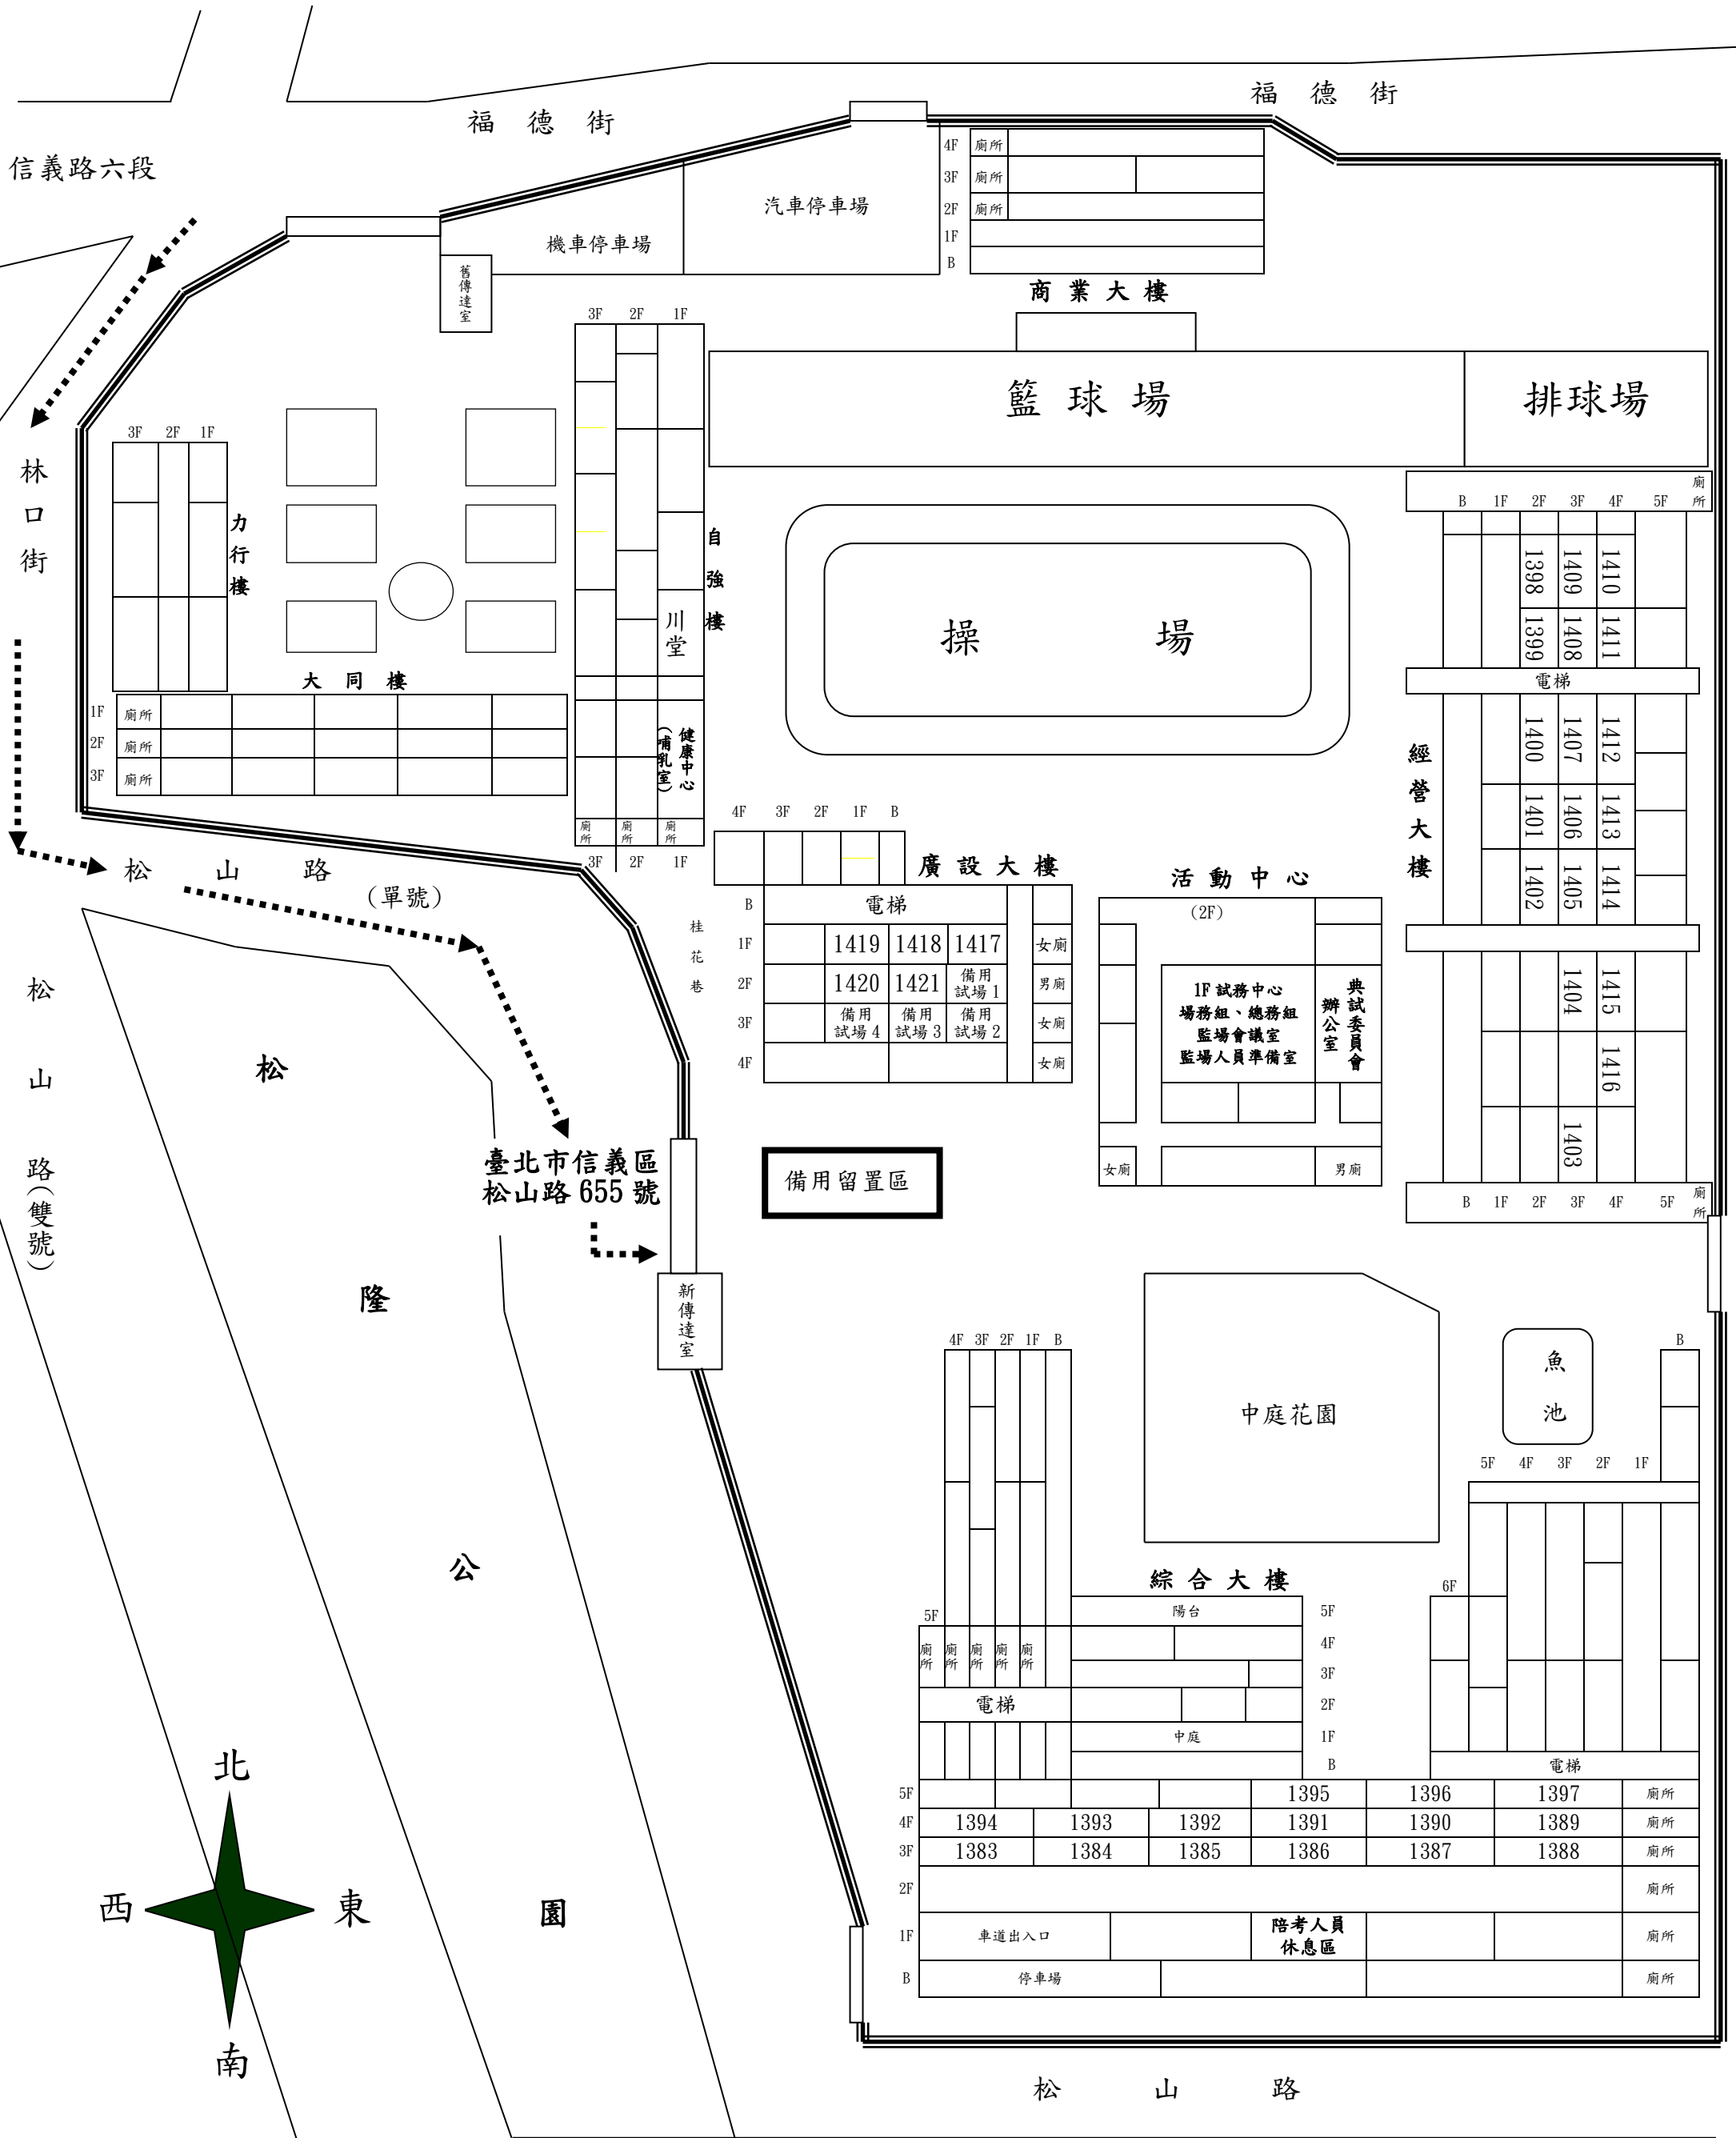 福 德 街
福 德 街
信義路六段
汽車停車場
機車停車場
舊傳達室
4F 廁所
3F 廁所
2F 廁所
1F
B
商 業 大 樓
籃 球 場
排球場
林口街
3F 2F 1F
力行樓
3F 2F 1F
自強樓
川堂
健康中心
(哺乳室)
廁所 廁所 廁所
3F 2F 1F
大 同 樓
1F 廁所
2F 廁所
3F 廁所
操 場
廁所
B 1F 2F 3F 4F 5F
1398 1409 1410
1399 1408 1411
電梯
1400 1407 1412
1401 1406 1413
1402 1405 1414
1404 1415
1416
1403
B 1F 2F 3F 4F 5F
廁所
經營大樓
松 山 路
(單號)
松山路(雙號)
4F 3F 2F 1F B
廣 設 大 樓
桂花巷
B 電梯
1F 1419 1418 1417 女廁
2F 1420 1421 備用試場 1 男廁
3F 備用試場 4 備用試場 3 備用試場 2 女廁
4F 女廁
活 動 中 心
(2F)
1F 試務中心
場務組、總務組
監場會議室
監場人員準備室
典試委員會
辦公室
女廁
男廁
備用留置區
臺北市信義區
松山路 655 號
新傳達室
松隆公園
中庭花園
魚池
4F 3F 2F 1F B
B
5F 4F 3F 2F 1F
6F
綜 合 大 樓
陽台 5F
4F
3F
2F
中庭 1F
B
5F
廁所 廁所 廁所 廁所 廁所
電梯
電梯
5F 1395 1396 1397 廁所
4F 1394 1393 1392 1391 1390 1389 廁所
3F 1383 1384 1385 1386 1387 1388 廁所
2F 廁所
1F 車道出入口 陪考人員休息區 廁所
B 停車場 廁所
北
西
東
南
松 山 路